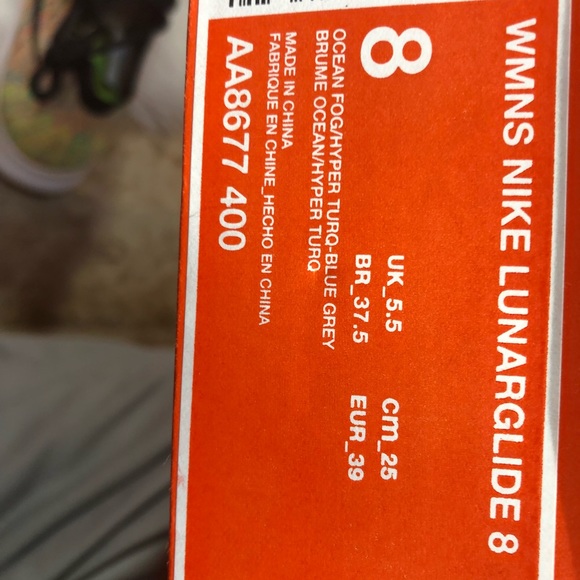 WMNS NIKE LUNARGLIDE 8
8
UK_5.5 cm_25
BR_37.5 EUR_39
OCEAN FOG/HYPER TURQ-BLUE GREY
BRUME OCEAN/HYPER TURQ
MADE IN CHINA
FABRIQUE EN CHINE_HECHO EN CHINA
AA8677 400